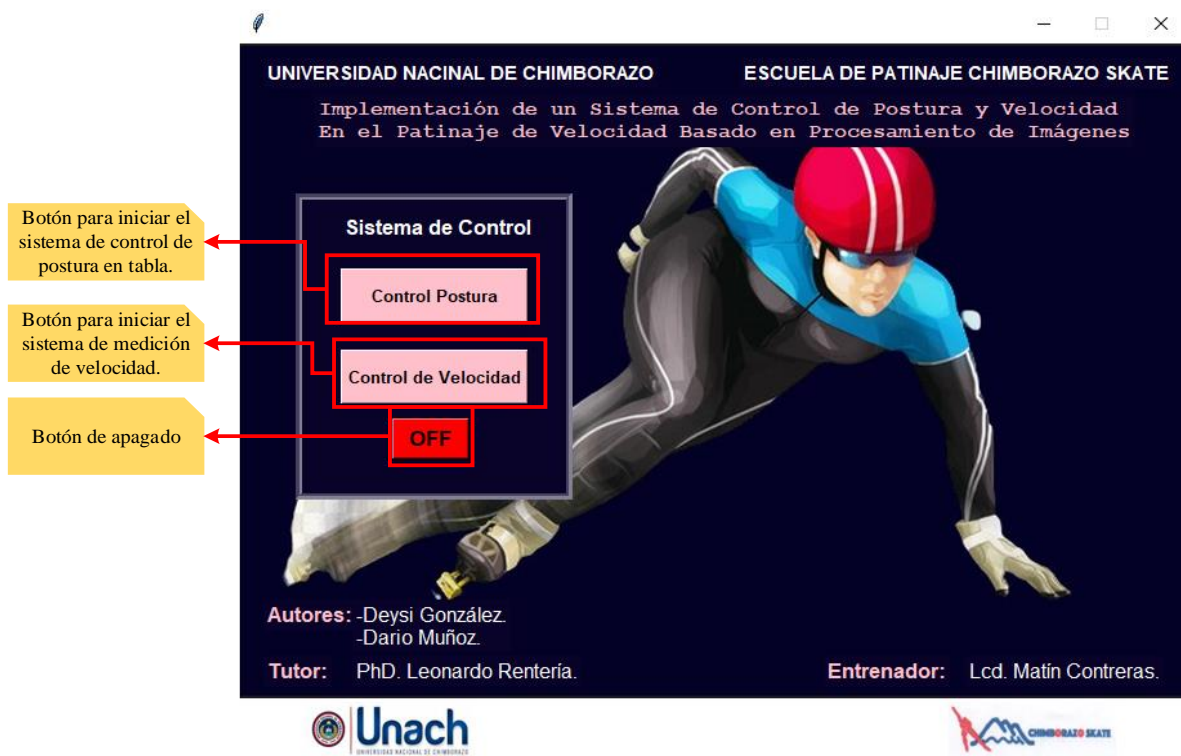 UNIVERSIDAD NACINAL DE CHIMBORAZO
ESCUELA DE PATINAJE CHIMBORAZO SKATE
Implementación de un Sistema de Control de Postura y Velocidad
En el Patinaje de Velocidad Basado en Procesamiento de Imágenes
Botón para iniciar el
sistema de control de
postura en tabla.
Botón para iniciar el
sistema de medición
de velocidad.
Botón de apagado
Sistema de Control
Control Postura
Control de Velocidad
OFF
Autores: -Deysi González.
-Dario Muñoz.
Tutor: PhD. Leonardo Rentería.
Entrenador: Lcd. Matín Contreras.
Unach
UNIVERSIDAD NACIONAL DE CHIMBORAZO
CHIMBORAZO SKATE